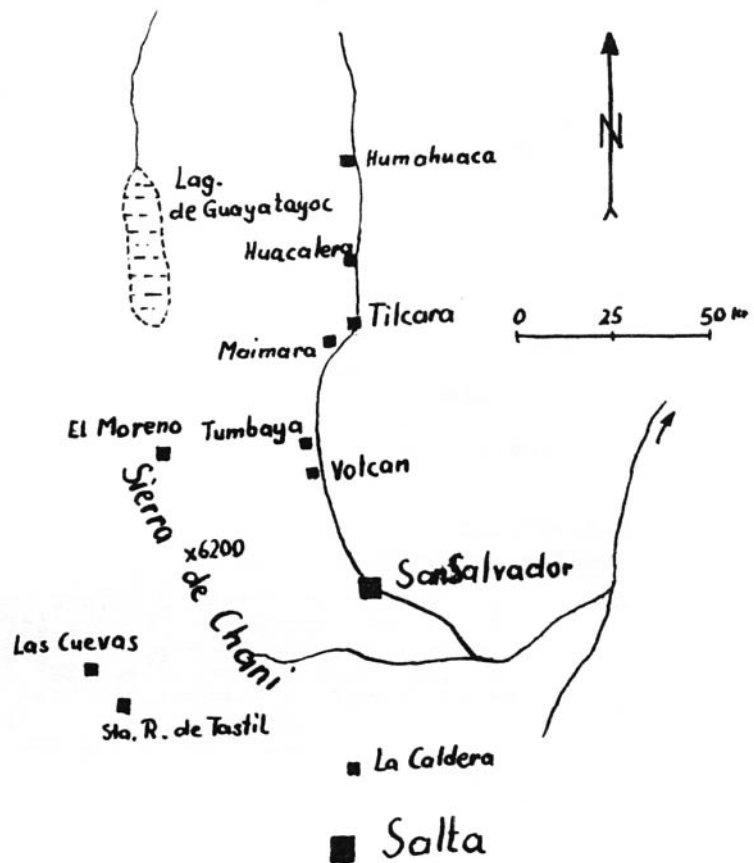 N
Humahuaca
Lag.
de Guayatayoc
Huacalera
Tilcara
Maimara
0 25 50 km
El Moreno
Tumbaya
Volcan
Sierra de Chani
x6200
San Salvador
Las Cuevas
Sta. R. de Tastil
La Caldera
Salta